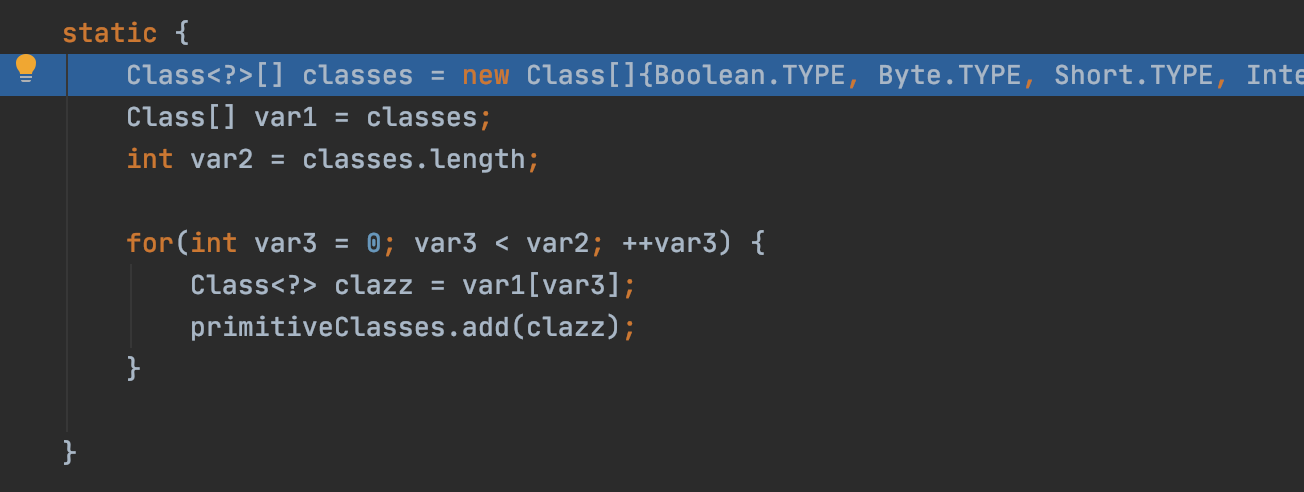 static {
Class<?>[] classes = new Class[]{Boolean.TYPE, Byte.TYPE, Short.TYPE, Inte
Class[] var1 = classes;
int var2 = classes.length;
for(int var3 = 0; var3 < var2; ++var3) {
Class<?> clazz = var1[var3];
primitiveClasses.add(clazz);
}
}